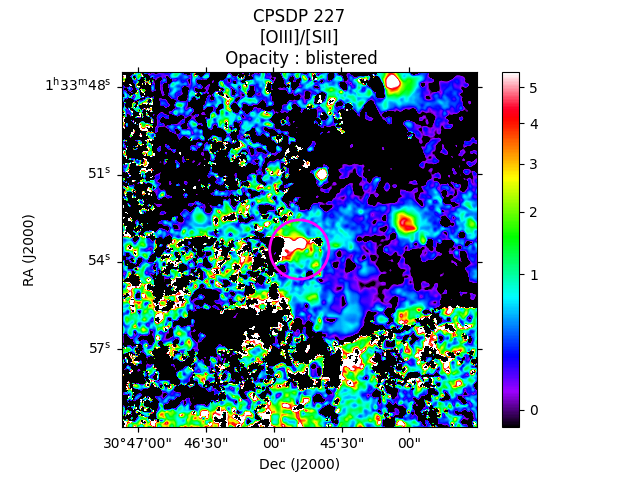 CPSDP 227
[OIII]/[SII]
Opacity : blistered
1ʰ33ᵐ48ˢ
51ˢ
54ˢ
57ˢ
RA (J2000)
30°47'00" 46'30" 00" 45'30" 00"
Dec (J2000)
5
4
3
2
1
0